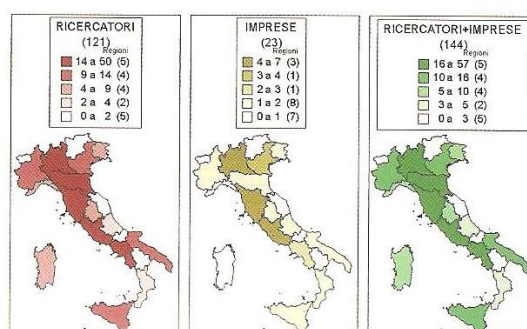 RICERCATORI
(121)
Regioni
14 a 50 (5)
9 a 14 (4)
4 a 9 (4)
2 a 4 (2)
0 a 2 (5)
IMPRESE
(23)
Regioni
4 a 7 (3)
3 a 4 (1)
2 a 3 (1)
1 a 2 (8)
0 a 1 (7)
RICERCATORI+IMPRESE
(144)
Regioni
16 a 57 (5)
10 a 16 (4)
5 a 10 (4)
3 a 5 (2)
0 a 3 (5)